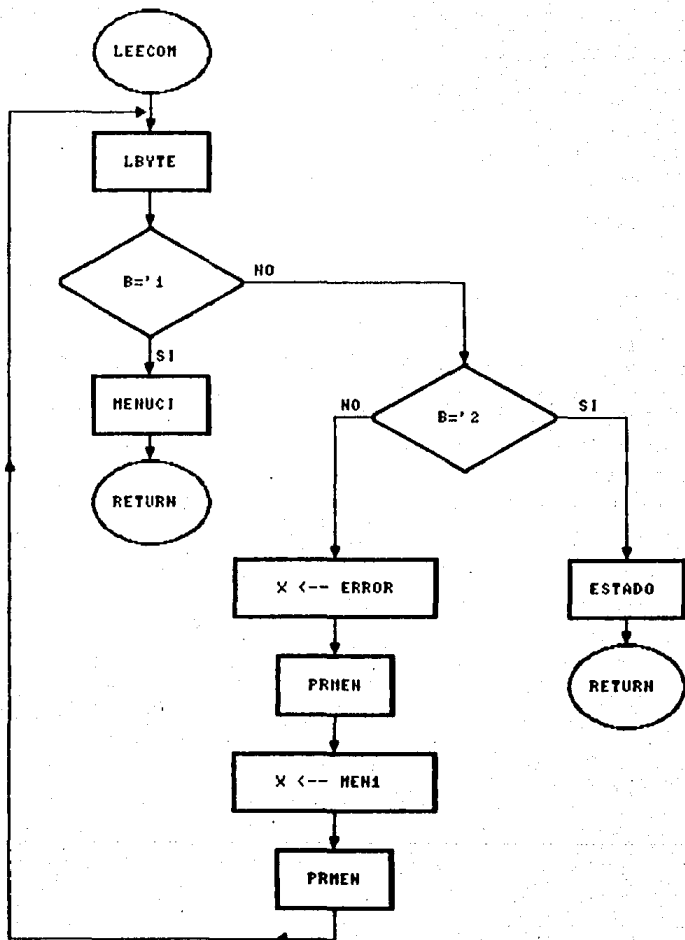 LEECOM
LBYTE
B='1
NO
SI
MENUCI
RETURN
B='2
NO
SI
X <-- ERROR
ESTADO
PRMEN
RETURN
X <-- MEN1
PRMEN